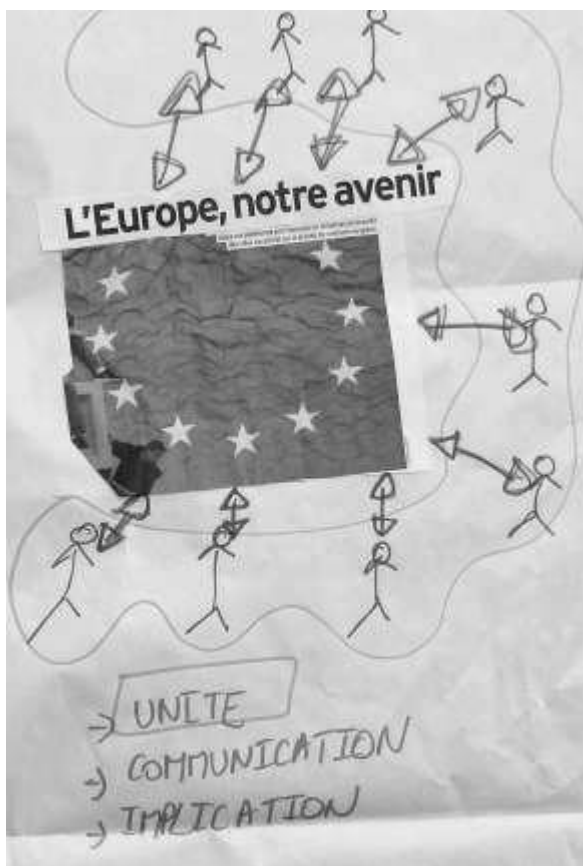 L'Europe, notre avenir
→ UNITE
→ COMMUNICATION
→ IMPLICATION